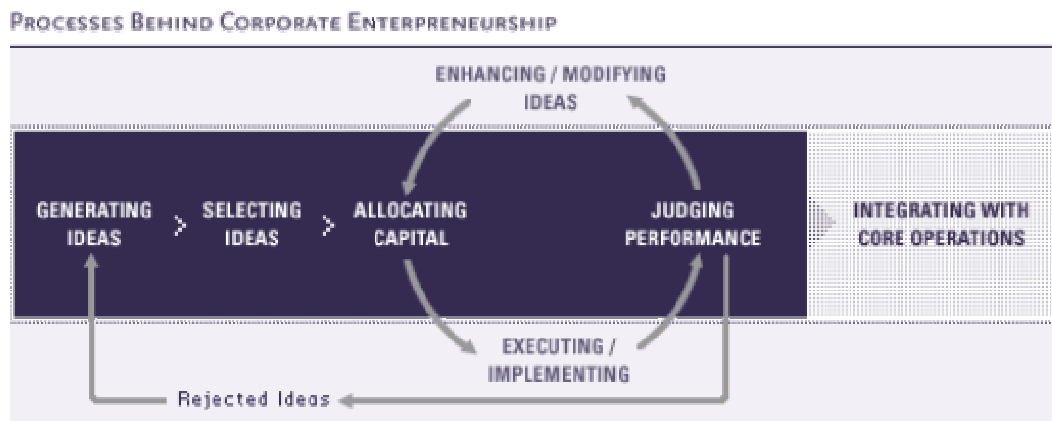 PROCESSES BEHIND CORPORATE ENTERPRENEURSHIP
ENHANCING / MODIFYING
IDEAS
GENERATING
IDEAS
>
SELECTING
IDEAS
>
ALLOCATING
CAPITAL
JUDGING
PERFORMANCE
INTEGRATING WITH
CORE OPERATIONS
EXECUTING /
IMPLEMENTING
Rejected Ideas